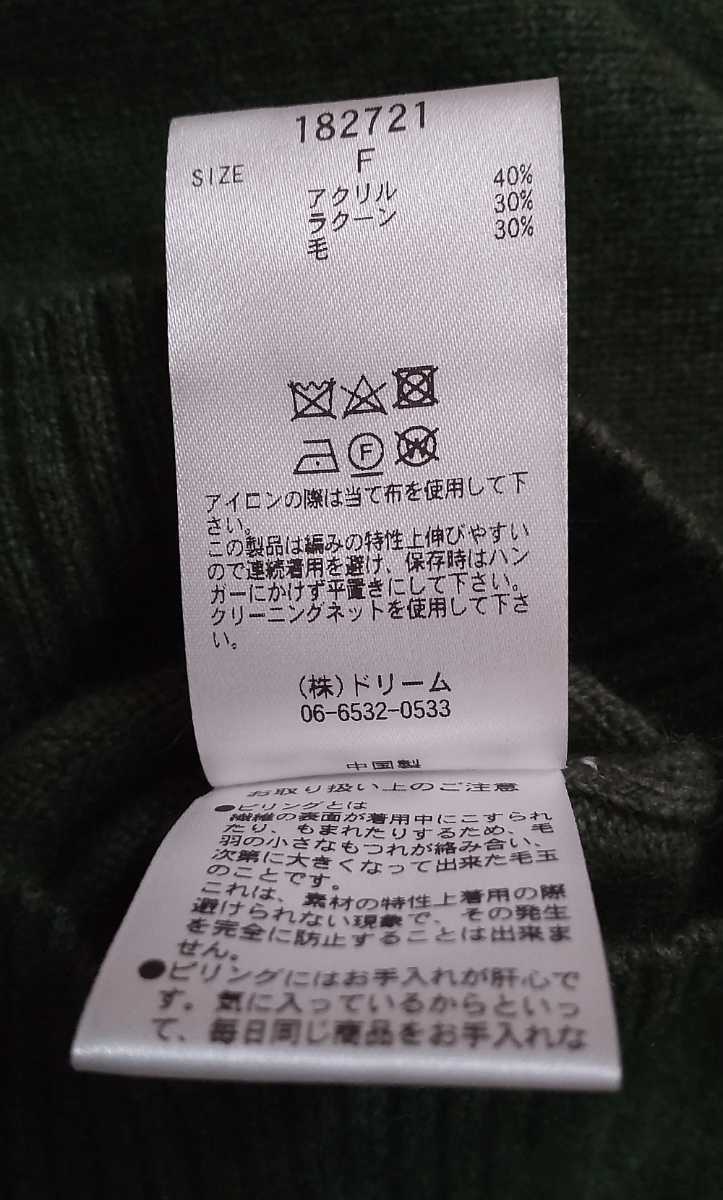 182721
SIZE F
アクリル 40%
ラクーン 30%
毛 30%
F
W
アイロンの際は当て布を使用して下
さい。
この製品は編みの特性上伸びやすい
ので連続着用を避け、保存時はハン
ガーにかけず平置きにして下さい。
クリーニングネットを使用して下さ
い。
(株)ドリーム
06-6532-0533
中国製
お取り扱い上のご注意
●ピリングとは
繊維の表面が着用中にこすられ
たり、もまれたりするため、毛
羽の小さなもつれが絡み合い、
次第に大きくなって出来た毛玉
のことです。
これは、素材の特性上着用の際
避けられない現象で、その発生
を完全に防止することは出来ま
せん。
●ピリングにはお手入れが肝心で
す。気に入っているからといっ
て、毎日同じ商品をお手入れな